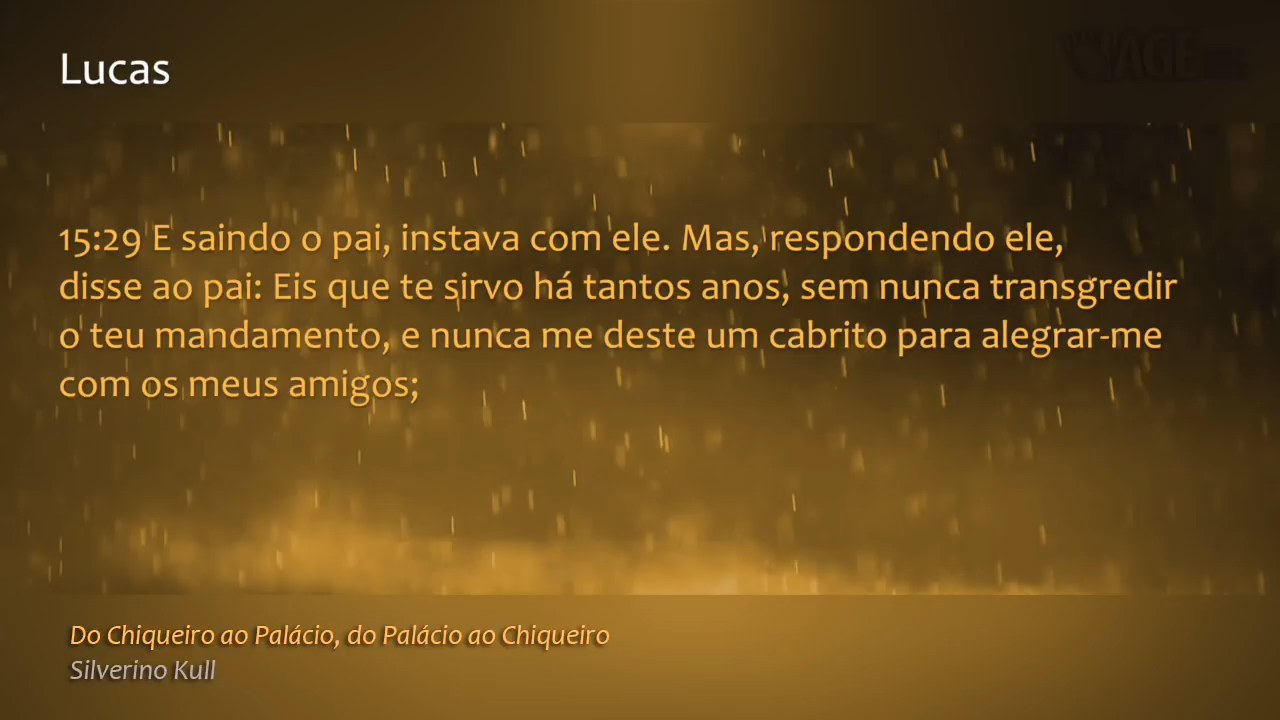 Lucas
15:29 E saindo o pai, instava com ele. Mas, respondendo ele,
disse ao pai: Eis que te sirvo há tantos anos, sem nunca transgredir
o teu mandamento, e nunca me deste um cabrito para alegrar-me
com os meus amigos;
Do Chiqueiro ao Palácio, do Palácio ao Chiqueiro
Silverino Kull